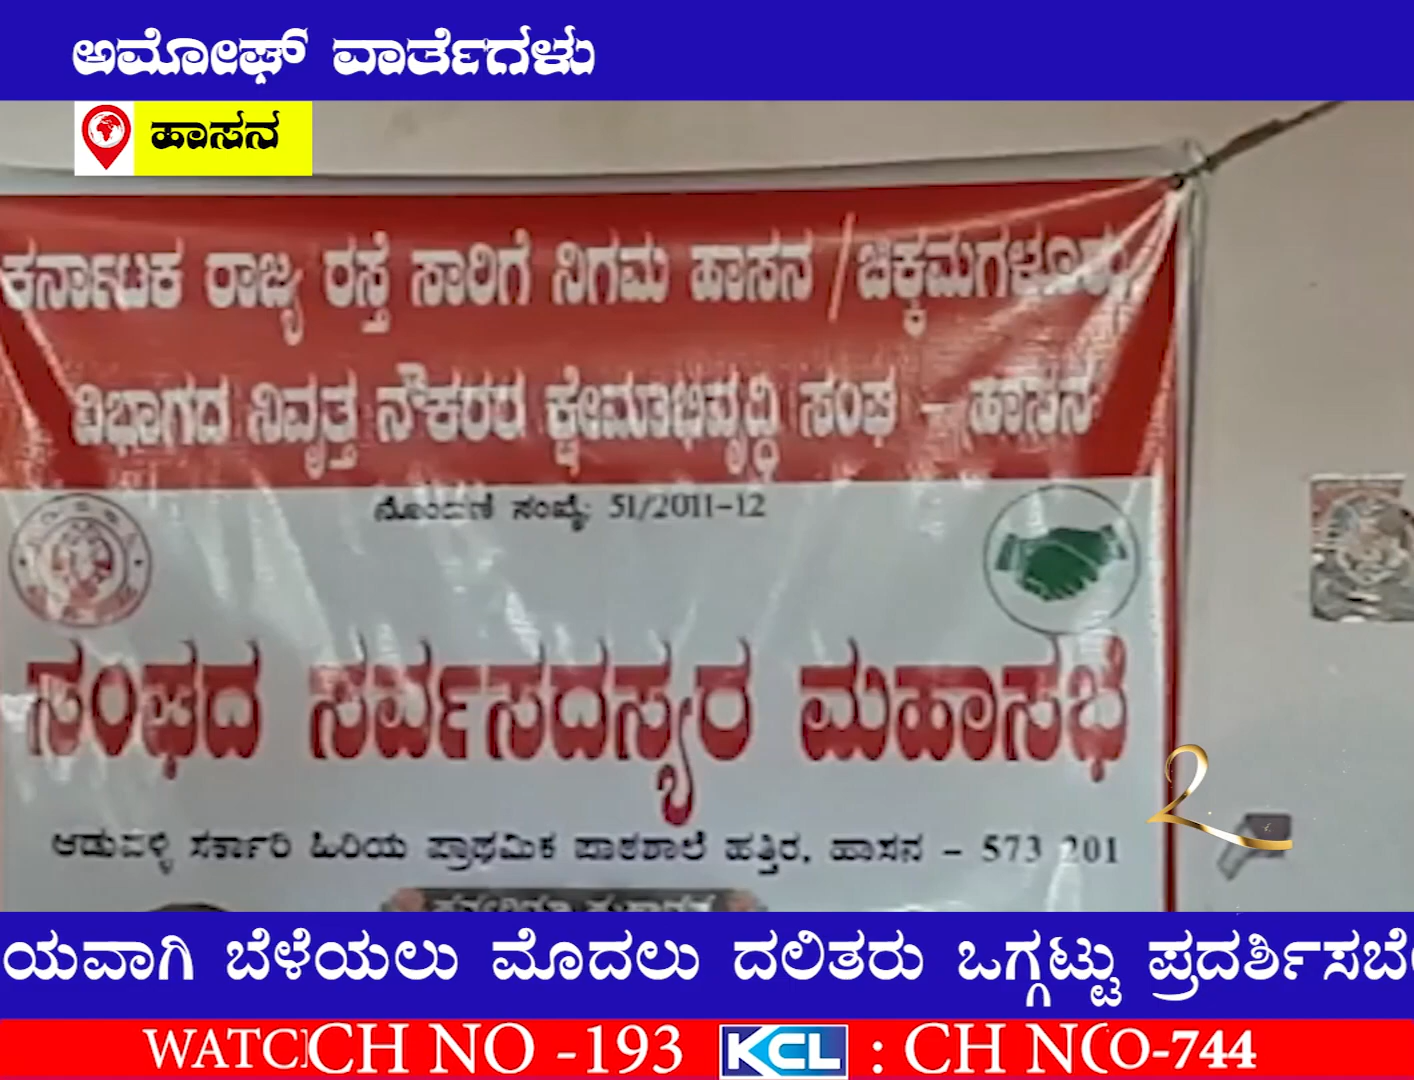 ಅಮೋಘ್ ವಾರ್ತೆಗಳು
ಹಾಸನ
ಕರ್ನಾಟಕ ರಾಜ್ಯ ರಸ್ತೆ ಸಾರಿಗೆ ನಿಗಮ ಹಾಸನ / ಚಿಕ್ಕಮಗಳೂರು
ವಿಭಾಗದ ನಿವೃತ್ತ ನೌಕರರ ಕ್ಷೇಮಾಭಿವೃದ್ಧಿ ಸಂಘ - ಹಾಸನ
ನೊಂದಣಿ ಸಂಖ್ಯೆ: 51/2011-12
ಸಂಘದ ಸರ್ವಸದಸ್ಯರ ಮಹಾಸಭೆ
ಆಡುವಳ್ಳಿ ಸರ್ಕಾರಿ ಹಿರಿಯ ಪ್ರಾಥಮಿಕ ಪಾಠಶಾಲೆ ಹತ್ತಿರ, ಹಾಸನ - 573 201
2
ಯವಾಗಿ ಬೆಳೆಯಲು ಮೊದಲು ದಲಿತರು ಒಗ್ಗಟ್ಟು ಪ್ರದರ್ಶಿಸಬೇ
CH NO -193 KCL : CH NO-744